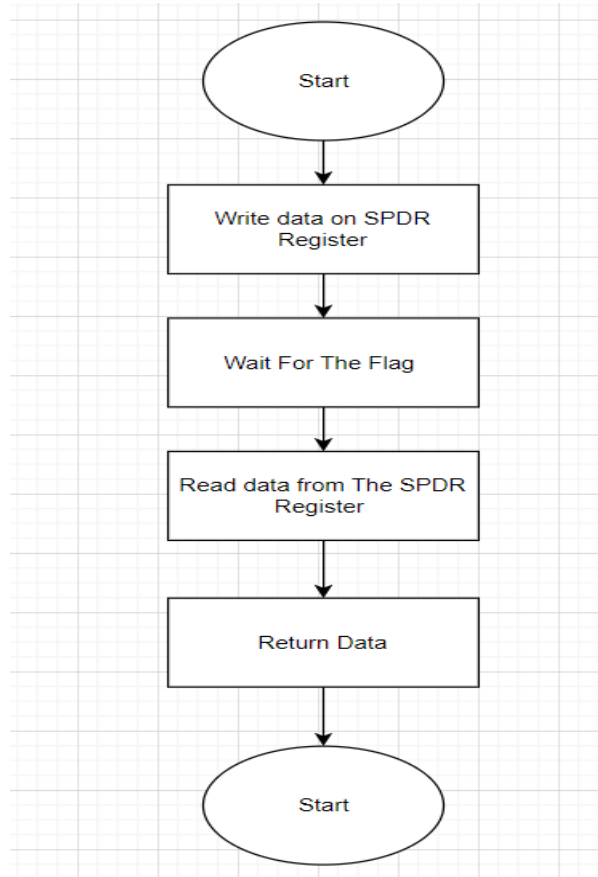 Start
Write data on SPDR
Register
Wait For The Flag
Read data from The SPDR
Register
Return Data
Start